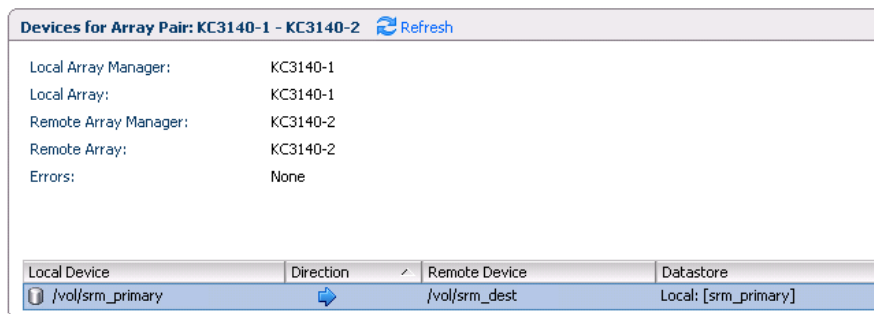 Devices for Array Pair: KC3140-1 - KC3140-2 Refresh
Local Array Manager: KC3140-1
Local Array: KC3140-1
Remote Array Manager: KC3140-2
Remote Array: KC3140-2
Errors: None
Local Device Direction Remote Device Datastore
/vol/srm_primary /vol/srm_dest Local: [srm_primary]